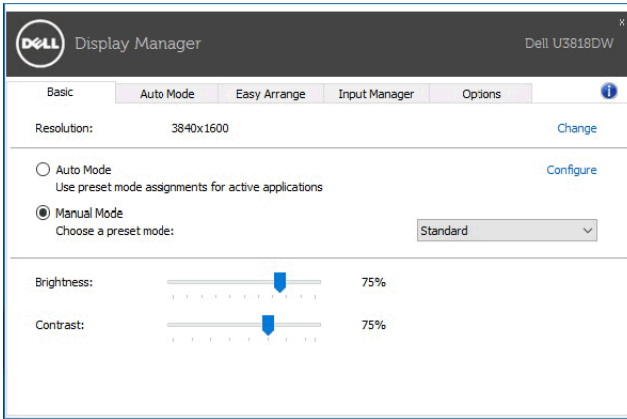 x
DELL Display Manager Dell U3818DW
Basic Auto Mode Easy Arrange Input Manager Options i
Resolution: 3840x1600 Change
Auto Mode Configure
Use preset mode assignments for active applications
Manual Mode
Choose a preset mode: Standard
Brightness: 75%
Contrast: 75%